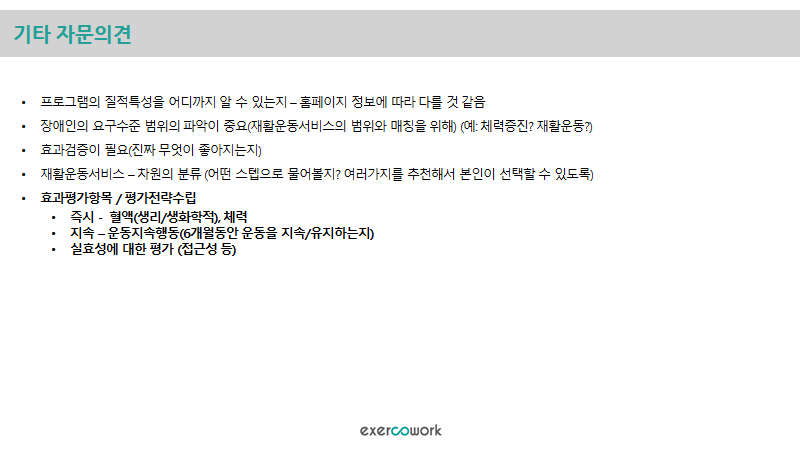 기타 자문의견
• 프로그램의 질적특성을 어디까지 알 수 있는지 – 홈페이지 정보에 따라 다를 것 같음
• 장애인의 요구수준 범위의 파악이 중요(재활운동서비스의 범위와 매칭을 위해) (예: 체력증진? 재활운동?)
• 효과검증이 필요(진짜 무엇이 좋아지는지)
• 재활운동서비스 – 차원의 분류 (어떤 스텝으로 물어볼지? 여러가지를 추천해서 본인이 선택할 수 있도록)
• 효과평가항목 / 평가전략수립
• 즉시 - 혈액(생리/생화학적), 체력
• 지속 – 운동지속행동(6개월동안 운동을 지속/유지하는지)
• 실효성에 대한 평가 (접근성 등)
exercowork